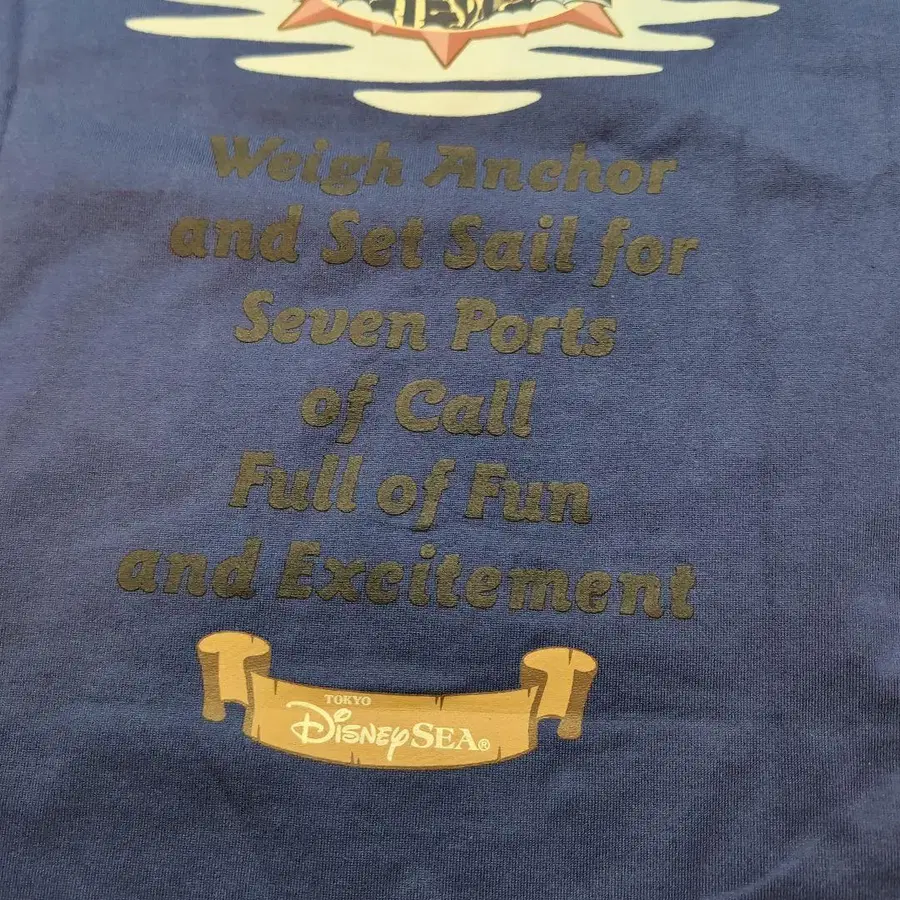 Weigh Anchor
and Set Sail for
Seven Ports
of Call
Full of Fun
and Excitement
TOKYO
DISNEYSEA®